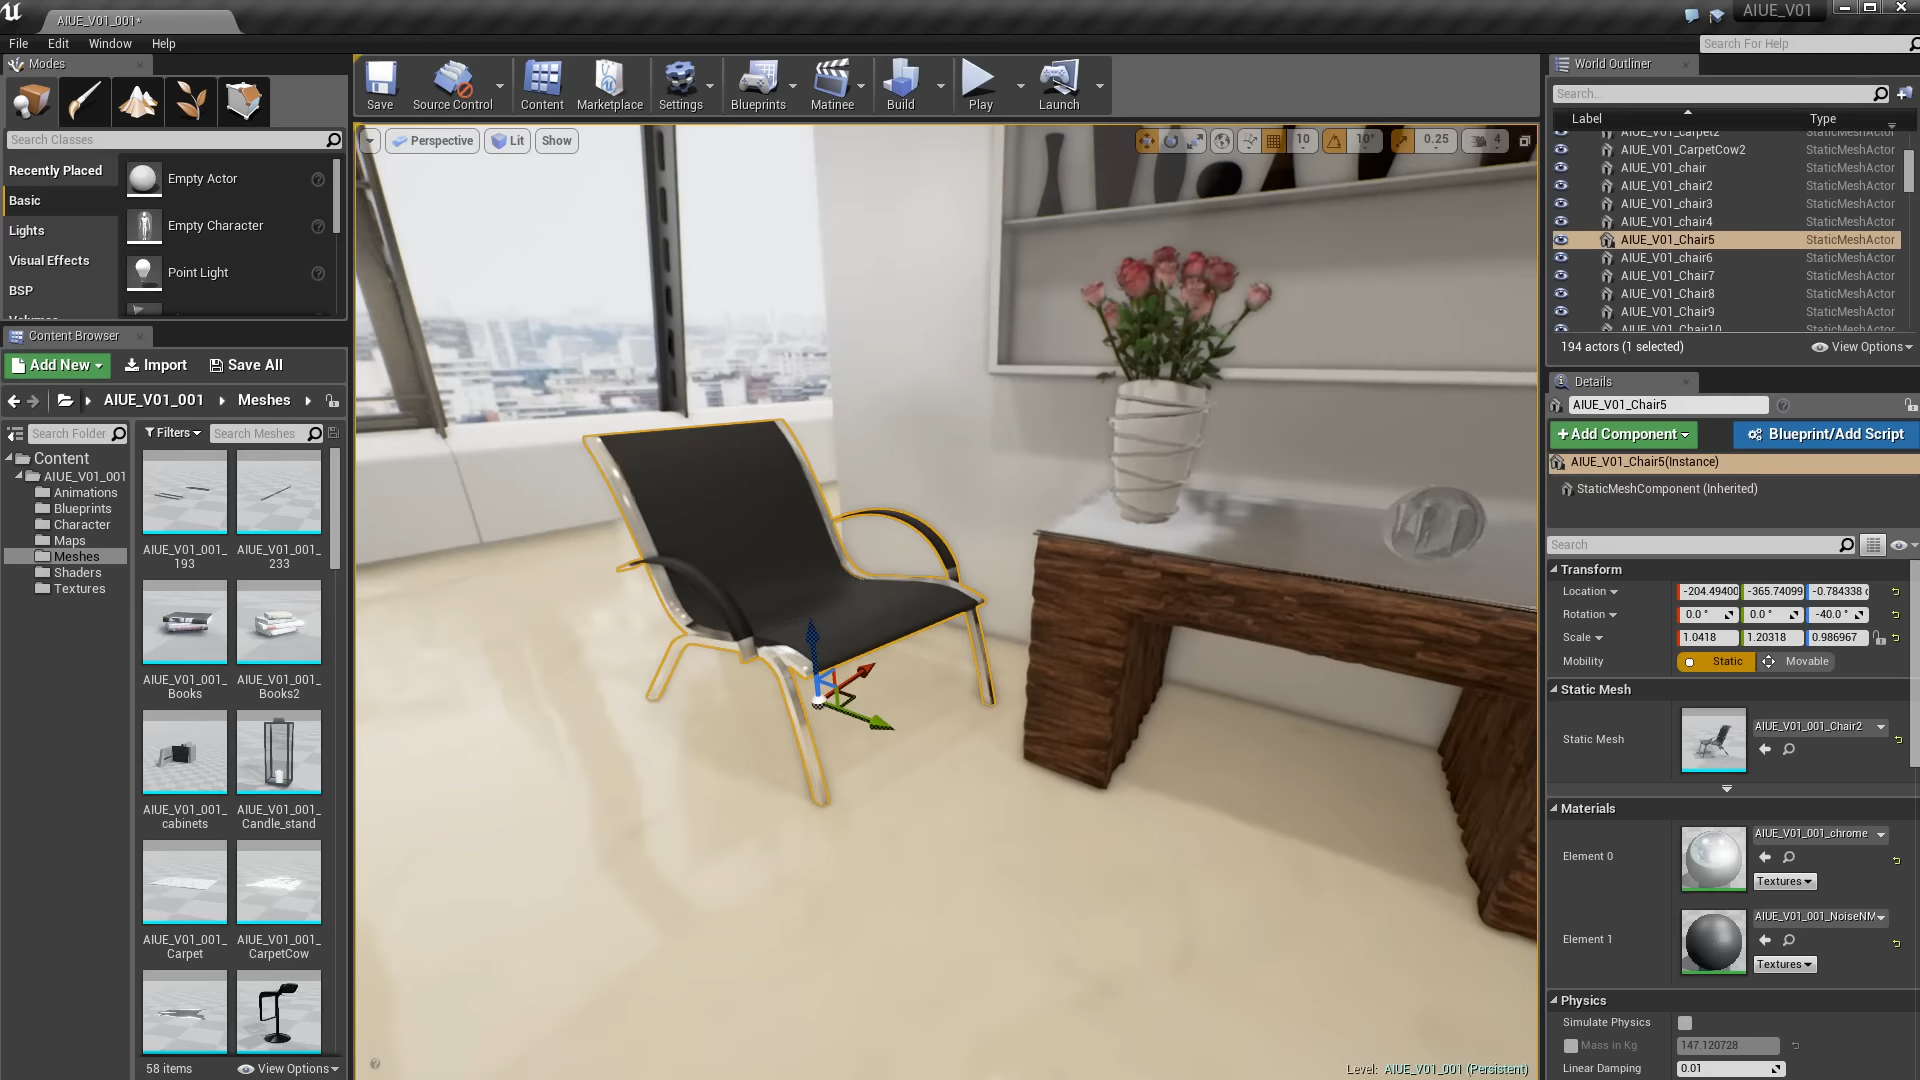 AIUE_V01_001*
AIUE_V01
File Edit Window Help
Search For Help
Modes
Search Classes
Recently Placed
Basic
Lights
Visual Effects
BSP
Volumes
Empty Actor
Empty Character
Point Light
Save
Source Control
Content
Marketplace
Settings
Blueprints
Matinee
Build
Play
Launch
Perspective Lit Show
10 10° 0.25 4
Content Browser
Add New Import Save All
AIUE_V01_001 Meshes
Search Folder
Filters Search Meshes
Content
AIUE_V01_001
Animations
Blueprints
Character
Maps
Meshes
Shaders
Textures
AIUE_V01_001_
193
AIUE_V01_001_
233
AIUE_V01_001_
Books
AIUE_V01_001_
Books2
AIUE_V01_001_
cabinets
AIUE_V01_001_
Candle_stand
AIUE_V01_001_
Carpet
AIUE_V01_001_
CarpetCow
58 items View Options
Level: AIUE_V01_001 (Persistent)
World Outliner
Search...
Label Type
AIUE_V01_carpet2 StaticMeshActor
AIUE_V01_CarpetCow2 StaticMeshActor
AIUE_V01_chair StaticMeshActor
AIUE_V01_chair2 StaticMeshActor
AIUE_V01_chair3 StaticMeshActor
AIUE_V01_chair4 StaticMeshActor
AIUE_V01_Chair5 StaticMeshActor
AIUE_V01_chair6 StaticMeshActor
AIUE_V01_Chair7 StaticMeshActor
AIUE_V01_Chair8 StaticMeshActor
AIUE_V01_Chair9 StaticMeshActor
AIUE_V01_Chair10 StaticMeshActor
194 actors (1 selected) View Options
Details
AIUE_V01_Chair5
+Add Component Blueprint/Add Script
AIUE_V01_Chair5(Instance)
StaticMeshComponent (Inherited)
Search
Transform
Location -204.49400 -365.74099 -0.784338
Rotation 0.0 ° 0.0 ° -40.0 °
Scale 1.0418 1.20318 0.986967
Mobility Static Movable
Static Mesh
Static Mesh AIUE_V01_001_Chair2
Materials
Element 0 AIUE_V01_001_chrome
Textures
Element 1 AIUE_V01_001_NoiseNM
Textures
Physics
Simulate Physics
Mass in Kg 147.120728
Linear Damping 0.01